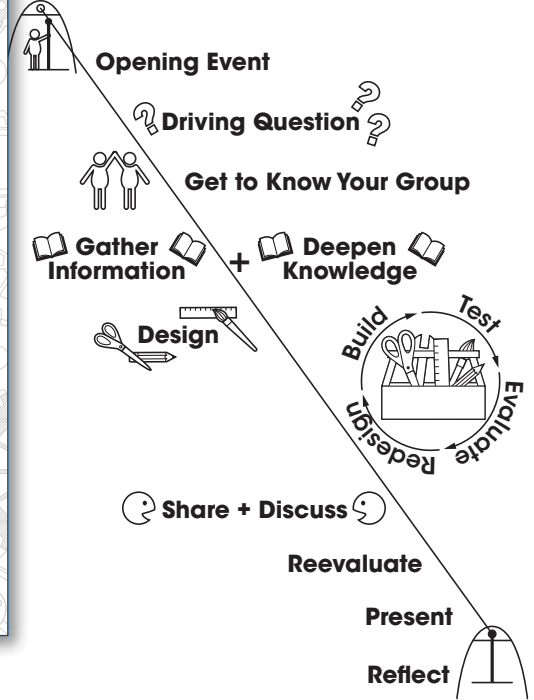 Opening Event
Driving Question
Get to Know Your Group
Gather
Information
+
Deepen
Knowledge
Design
Build
Test
Evaluate
Redesign
Share + Discuss
Reevaluate
Present
Reflect